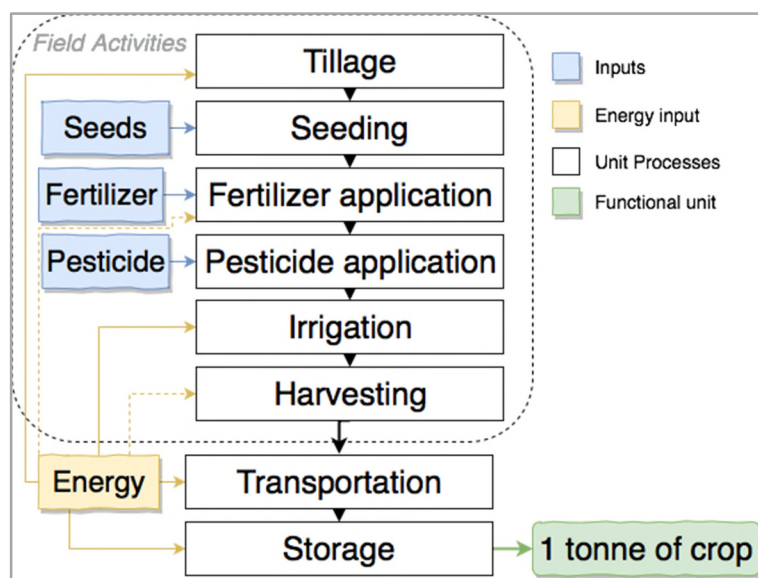 Field Activities
Tillage
Seeds
Seeding
Fertilizer
Fertilizer application
Pesticide
Pesticide application
Irrigation
Harvesting
Energy
Transportation
Storage
1 tonne of crop
Inputs
Energy input
Unit Processes
Functional unit